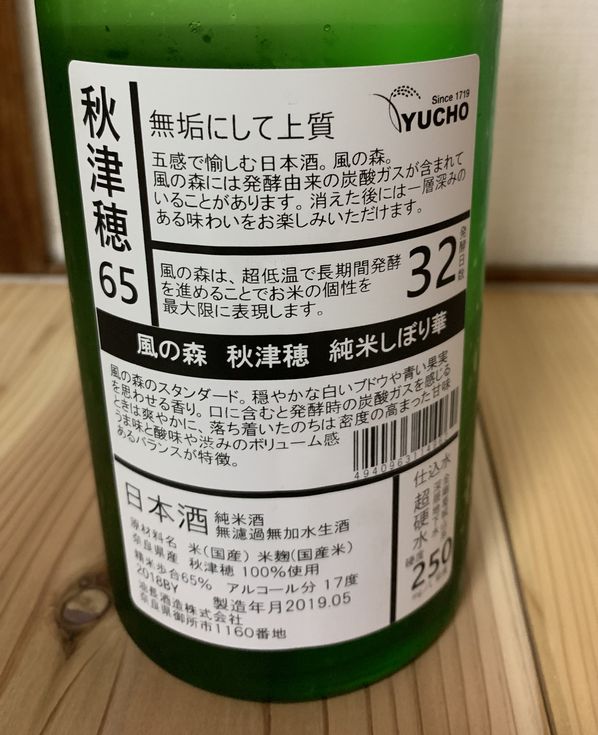 秋津穂
65
無垢にして上質
Since 1719
YUCHO
五感で愉しむ日本酒。風の森。
風の森には発酵由来の炭酸ガスが含まれて
いることがあります。消えた後には一層深みの
ある味わいをお楽しみいただけます。
風の森は、超低温で長期間発酵
を進めることでお米の個性を
最大限に表現します。
32
発酵日数
風の森 秋津穂 純米しぼり華
風の森のスタンダード。穏やかな白いブドウや青い果実
を思わせる香り。口に含むと発酵時の炭酸ガスを感じる
ときは爽やかに、落ち着いたのちは密度の高まった甘味
うま味と酸味や渋みのボリューム感
あるバランスが特徴。
日本酒
純米酒
無濾過無加水生酒
原材料名 米(国産) 米麹(国産米)
奈良県産 秋津穂 100%使用
精米歩合65% アルコール分 17度
2018BY 製造年月2019.05
油長酒造株式会社
奈良県御所市1160番地
仕込水
超硬水
硬度
250